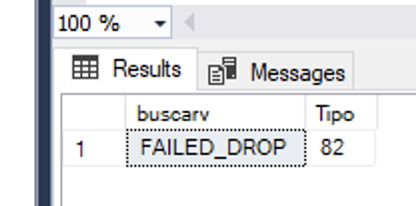 100 %
Results Messages
buscarv Tipo
1 FAILED_DROP 82